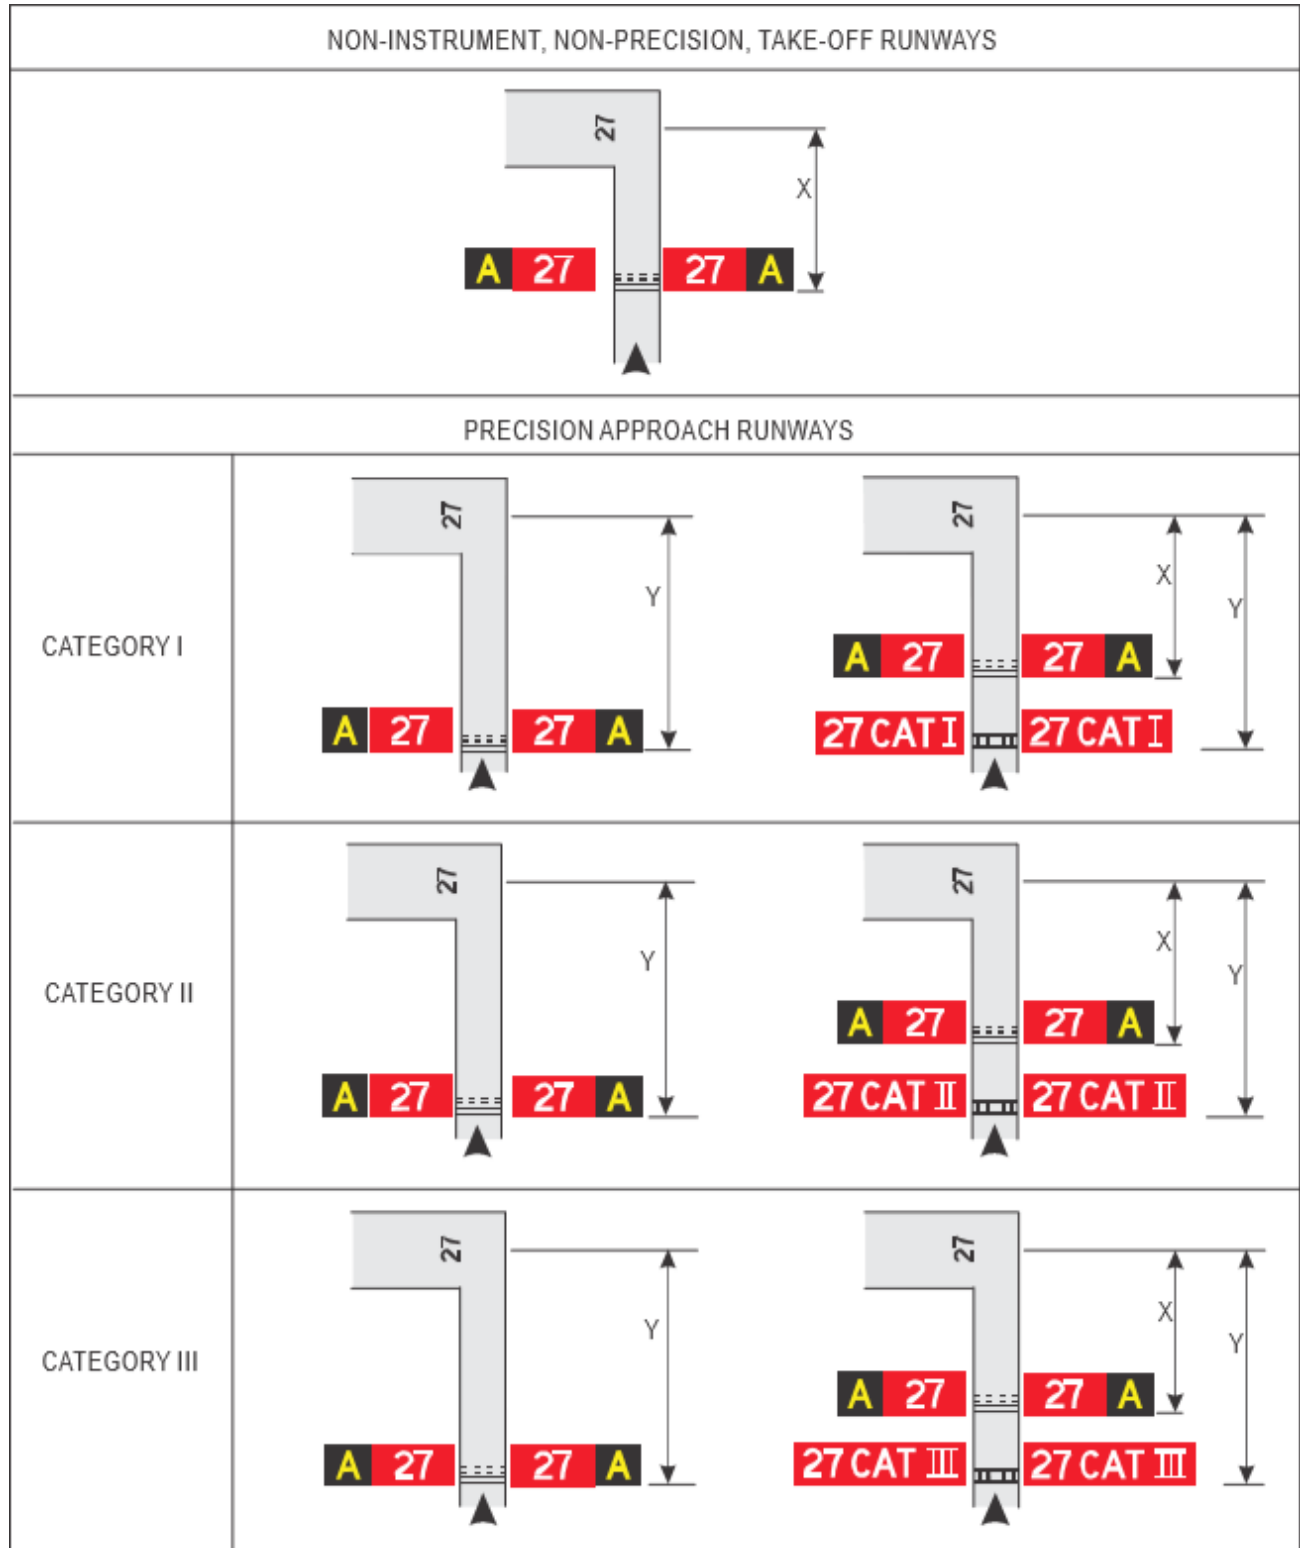 NON-INSTRUMENT, NON-PRECISION, TAKE-OFF RUNWAYS
27
X
A 27 27 A
PRECISION APPROACH RUNWAYS
CATEGORY I
27
Y
A 27 27 A
27
X
Y
A 27 27 A
27 CAT I 27 CAT I
CATEGORY II
27
Y
A 27 27 A
27
X
Y
A 27 27 A
27 CAT II 27 CAT II
CATEGORY III
27
Y
A 27 27 A
27
X
Y
A 27 27 A
27 CAT III 27 CAT III